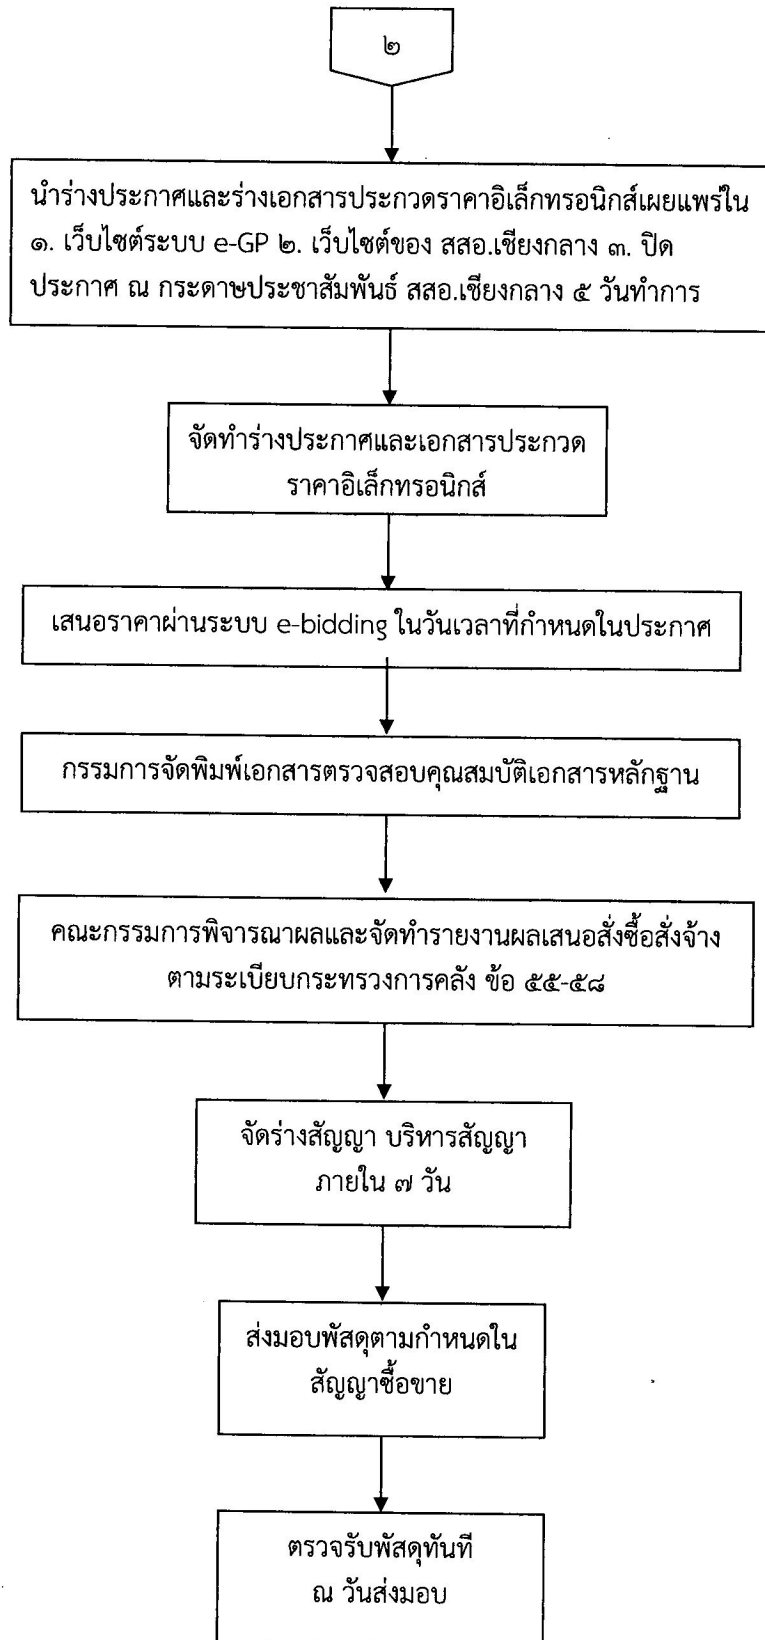 ๒
นำร่างประกาศและร่างเอกสารประกวดราคาอิเล็กทรอนิกส์เผยแพร่ใน
๑. เว็บไซต์ระบบ e-GP ๒. เว็บไซต์ของ สสอ.เชียงกลาง ๓. ปิด
ประกาศ ณ กระดาษประชาสัมพันธ์ สสอ.เชียงกลาง ๕ วันทำการ
จัดทำร่างประกาศและเอกสารประกวด
ราคาอิเล็กทรอนิกส์
เสนอราคาผ่านระบบ e-bidding ในวันเวลาที่กำหนดในประกาศ
กรรมการจัดพิมพ์เอกสารตรวจสอบคุณสมบัติเอกสารหลักฐาน
คณะกรรมการพิจารณาผลและจัดทำรายงานผลเสนอสั่งซื้อสั่งจ้าง
ตามระเบียบกระทรวงการคลัง ข้อ ๕๕-๕๘
จัดร่างสัญญา บริหารสัญญา
ภายใน ๗ วัน
ส่งมอบพัสดุตามกำหนดใน
สัญญาซื้อขาย
ตรวจรับพัสดุทันที
ณ วันส่งมอบ